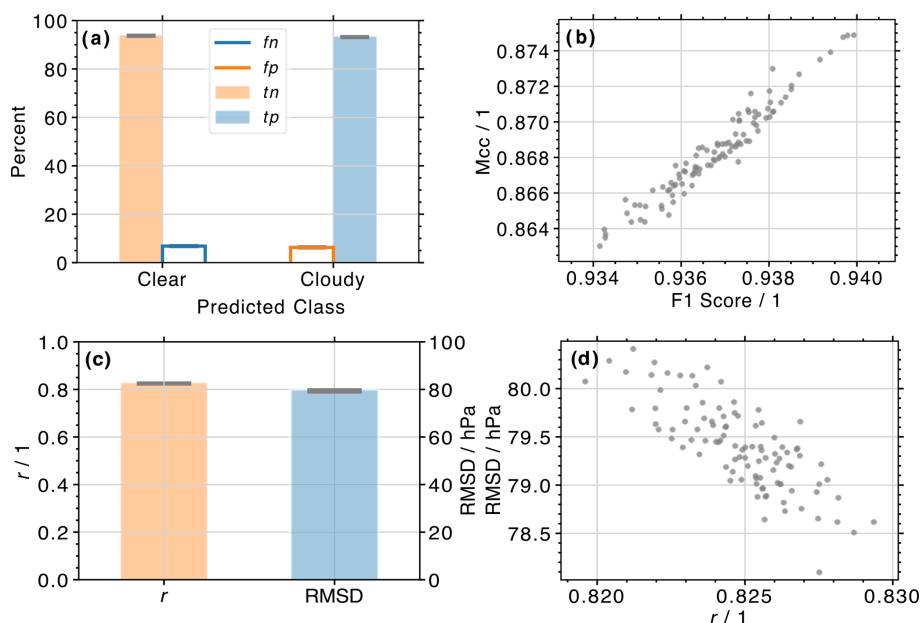 (a)
100
80
60
40
20
0
Percent
fn
fp
tn
tp
Clear
Cloudy
Predicted Class
(b)
0.874
0.872
0.870
0.868
0.866
0.864
Mcc / 1
0.934
0.936
0.938
0.940
F1 Score / 1
(c)
1.0
0.8
0.6
0.4
0.2
0.0
r / 1
100
80
60
40
20
0
RMSD / hPa
r
RMSD
(d)
80.0
79.5
79.0
78.5
RMSD / hPa
0.820
0.825
0.830
r / 1